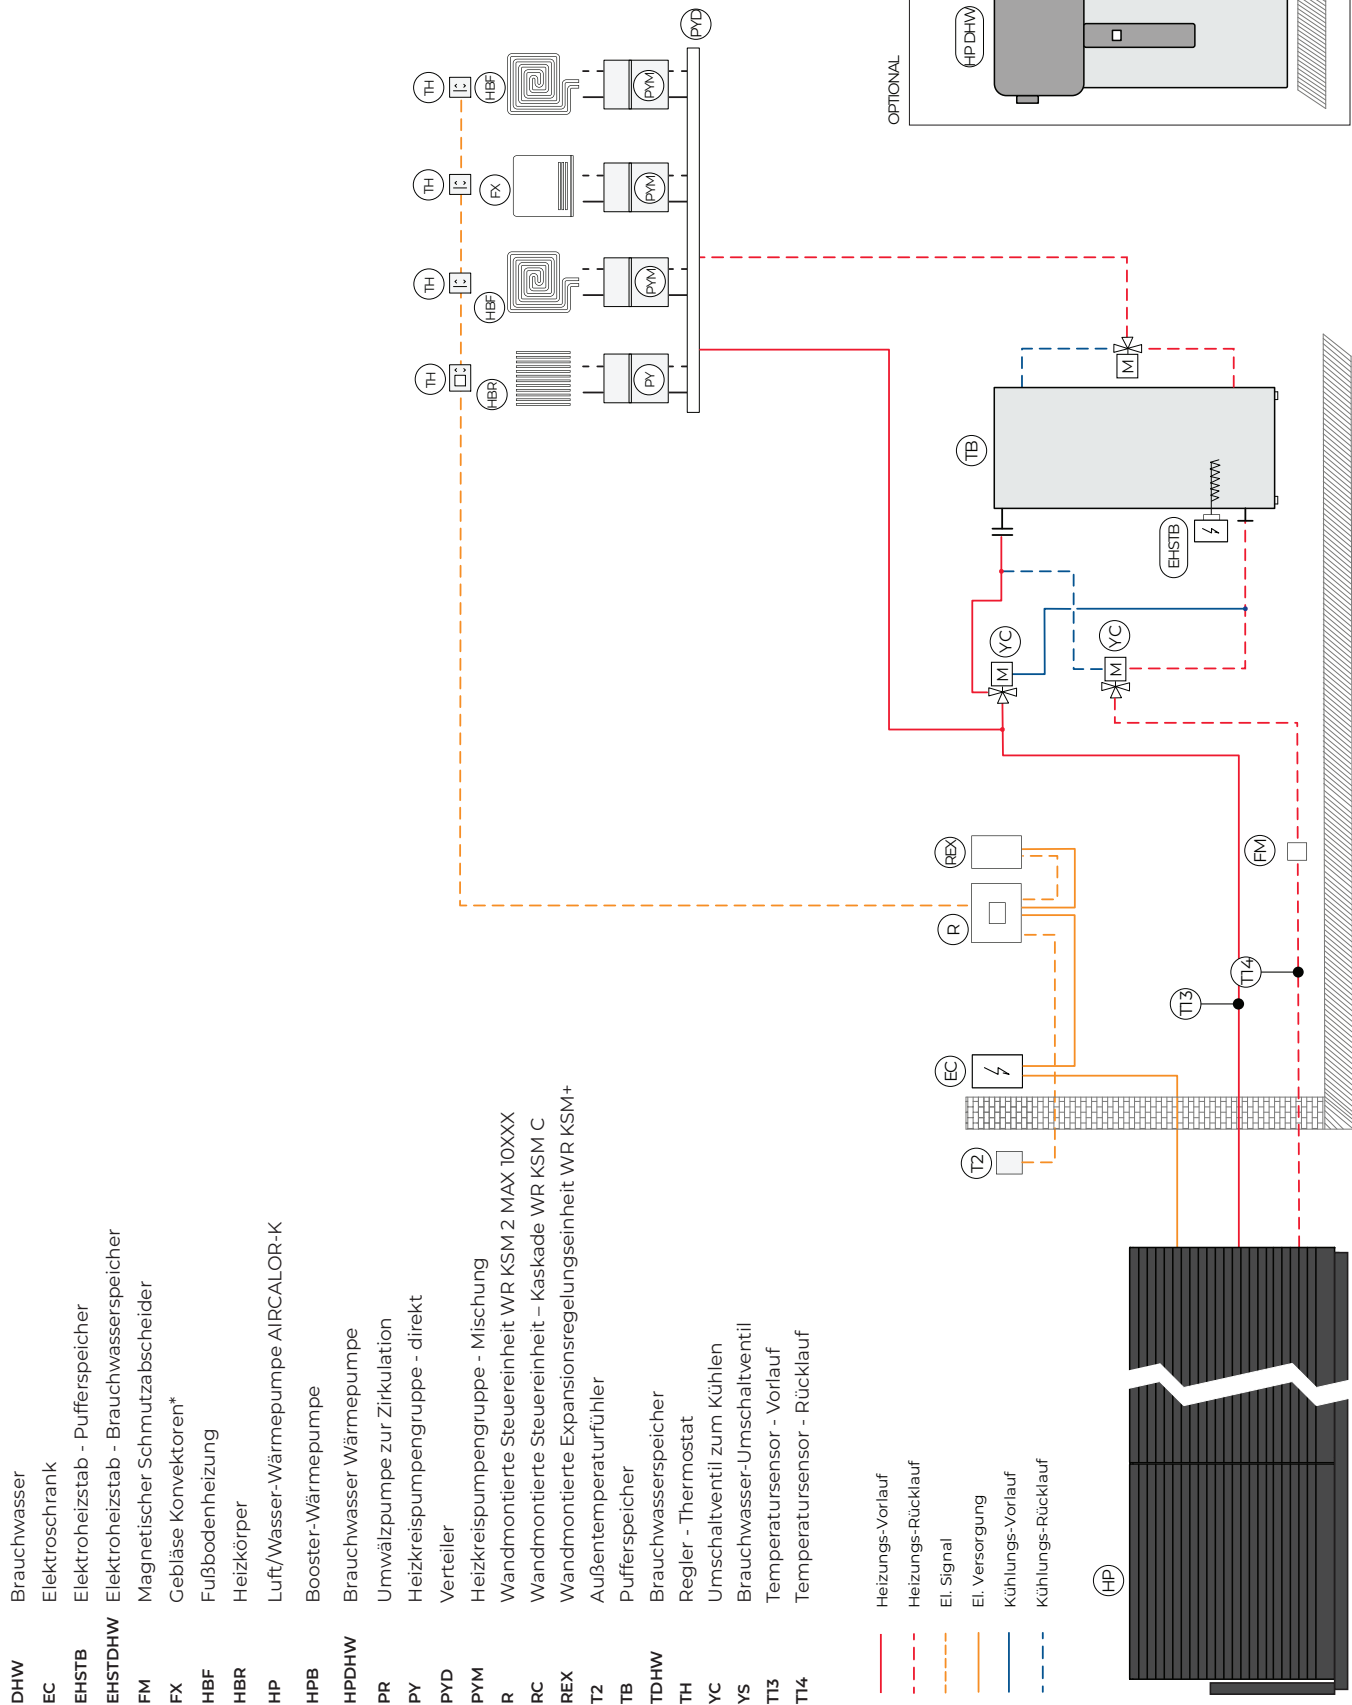 DHW Brauchwasser
EC Elektroschrank
EHSTB Elektroheizstab - Pufferspeicher
EHSTDHW Elektroheizstab - Brauchwasserspeicher
FM Magnetischer Schmutzabscheider
FX Gebläse Konvektoren*
HBF Fußbodenheizung
HBR Heizkörper
HP Luft/Wasser-Wärmepumpe AIRCALOR-K
HPB Booster-Wärmepumpe
HPDHW Brauchwasser Wärmepumpe
PR Umwälzpumpe zur Zirkulation
PY Heizkreispumpengruppe - direkt
PYD Verteiler
PYM Heizkreispumpengruppe - Mischung
R Wandmontierte Steuereinheit WR KSM 2 MAX 10XXX
RC Wandmontierte Steuereinheit – Kaskade WR KSM C
REX Wandmontierte Expansionsregelungseinheit WR KSM+
T2 Außentemperaturfühler
TB Pufferspeicher
TDHW Brauchwasserspeicher
TH Regler - Thermostat
YC Umschaltventil zum Kühlen
YS Brauchwasser-Umschaltventil
T13 Temperatursensor - Vorlauf
T14 Temperatursensor - Rücklauf
Heizungs-Vorlauf
Heizungs-Rücklauf
El. Signal
El. Versorgung
Kühlungs-Vorlauf
Kühlungs-Rücklauf
HP
T2
EC
R
REX
T13
T14
FM
YC
M
YC
M
EHSTB
TB
M
TH
TH
TH
TH
HBR
HBF
FX
HBF
PY
PYM
PYM
PYM
PYD
OPTIONAL
HP DHW